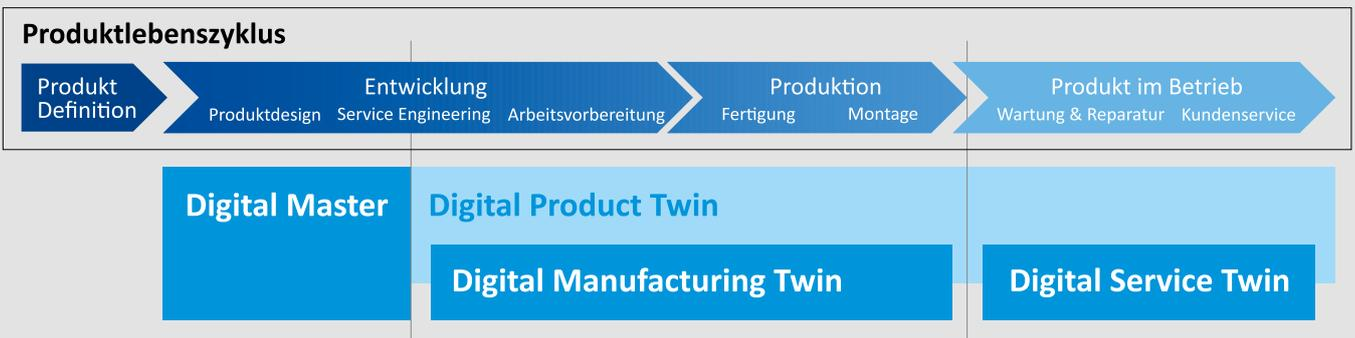 Produktlebenszyklus
Produkt
Definition
Entwicklung
Produktdesign Service Engineering Arbeitsvorbereitung
Produktion
Fertigung Montage
Produkt im Betrieb
Wartung & Reparatur Kundenservice
Digital Master
Digital Product Twin
Digital Manufacturing Twin
Digital Service Twin